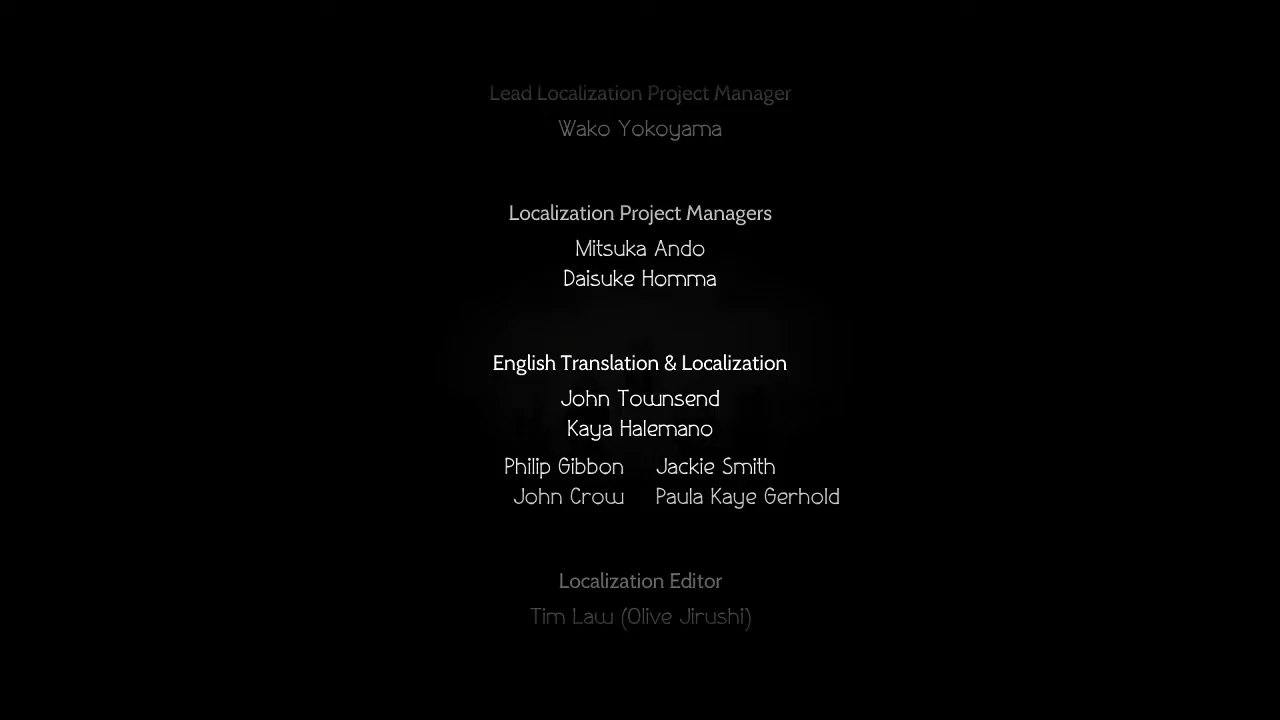 Lead Localization Project Manager
Wako Yokoyama
Localization Project Managers
Mitsuka Ando
Daisuke Homma
English Translation & Localization
John Townsend
Kaya Halemano
Philip Gibbon Jackie Smith
John Crow Paula Kaye Gerhold
Localization Editor
Tim Law (Olive Jirushi)